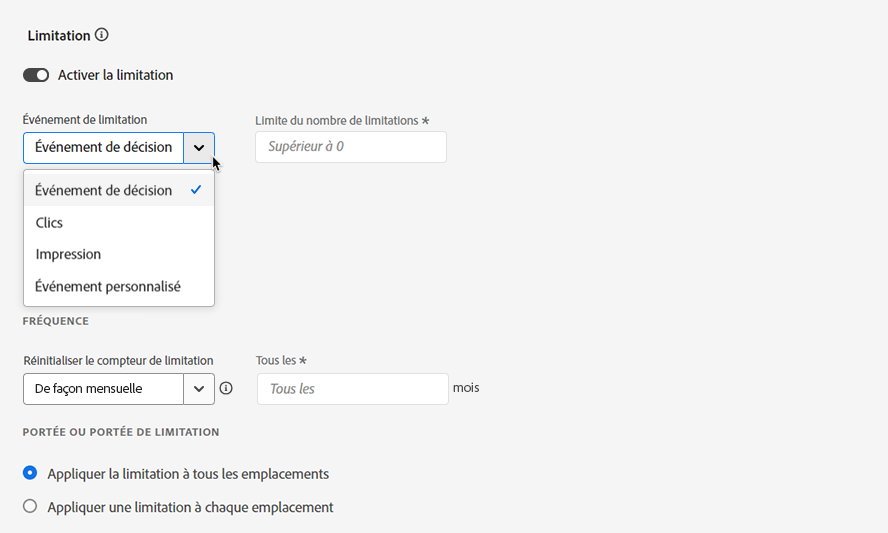 Limitation
Activer la limitation
Événement de limitation
Limite du nombre de limitations *
Événement de décision
Supérieur à 0
Événement de décision
Clics
Impression
Événement personnalisé
FRÉQUENCE
Réinitialiser le compteur de limitation
Tous les *
De façon mensuelle
Tous les
mois
PORTÉE OU PORTÉE DE LIMITATION
Appliquer la limitation à tous les emplacements
Appliquer une limitation à chaque emplacement